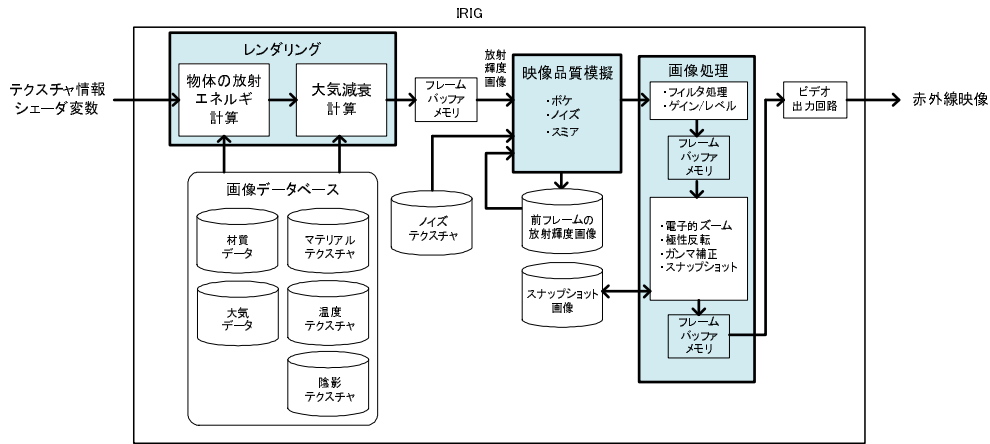 IRIG
テクスチャ情報
シェーダ変数
レンダリング
物体の放射
エネルギ
計算
大気減衰
計算
フレーム
バッファ
メモリ
放射
輝度
画像
映像品質模擬
・ボケ
・ノイズ
・スミア
画像処理
・フィルタ処理
・ゲイン/レベル
フレーム
バッファ
メモリ
・電子的ズーム
・極性反転
・ガンマ補正
・スナップショット
フレーム
バッファ
メモリ
ビデオ
出力回路
赤外線映像
画像データベース
材質
データ
マテリアル
テクスチャ
大気
データ
温度
テクスチャ
陰影
テクスチャ
ノイズ
テクスチャ
前フレームの
放射輝度画像
スナップショット
画像